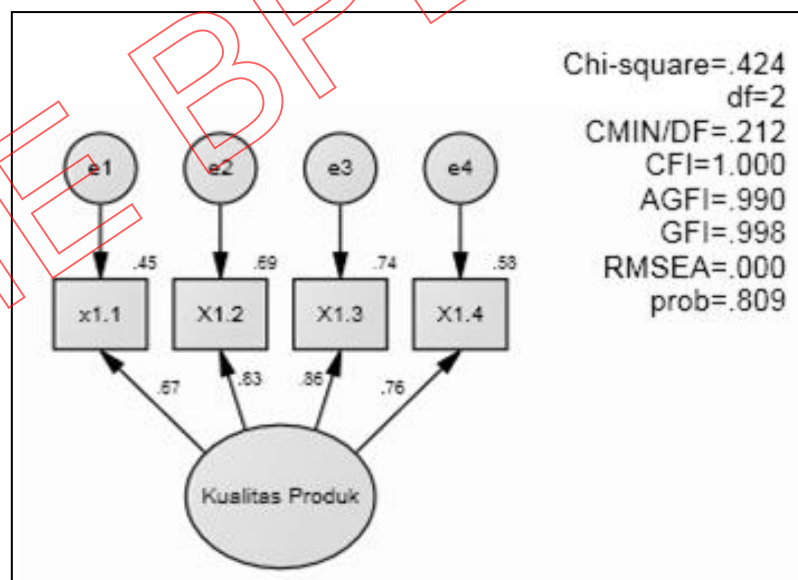 Chi-square=.424
df=2
CMIN/DF=.212
CFI=1.000
AGFI=.990
GFI=.998
RMSEA=.000
prob=.809
e1 e2 e3 e4
.45 .69 .74 .58
x1.1 X1.2 X1.3 X1.4
.67 .83 .86 .76
Kualitas Produk